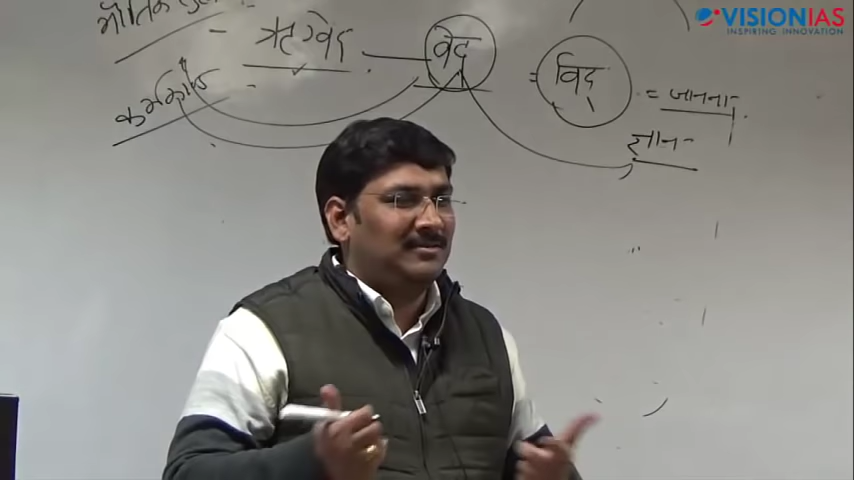 भौतिक
VISIONIAS
INSPIRING INNOVATION
- ऋग्वेद
वेद
= विद्
= जानना
ज्ञान-
कर्मकांड